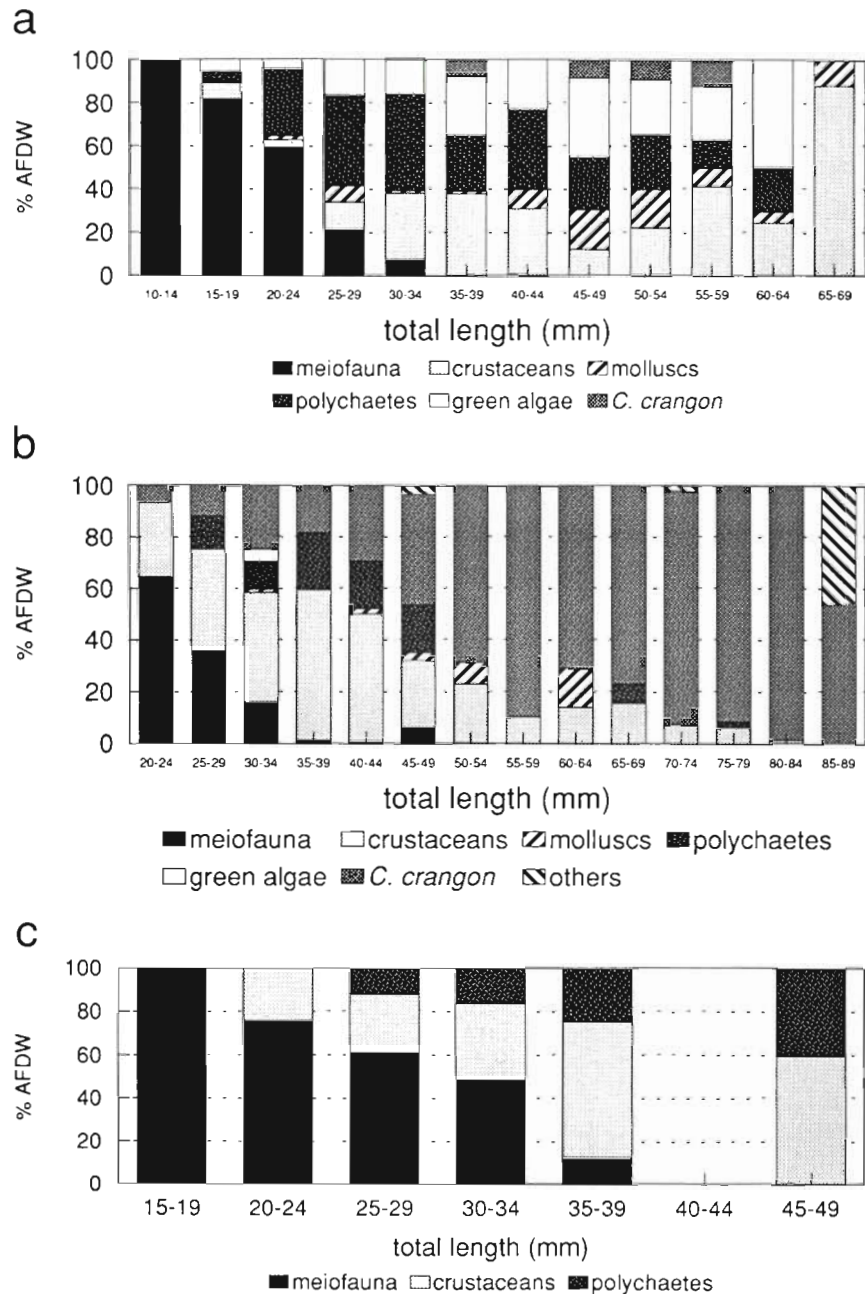 a
% AFDW
100
80
60
40
20
0
10-14 15-19 20-24 25-29 30-34 35-39 40-44 45-49 50-54 55-59 60-64 65-69
total length (mm)
meiofauna crustaceans molluscs
polychaetes green algae C. crangon
b
% AFDW
100
80
60
40
20
0
20-24 25-29 30-34 35-39 40-44 45-49 50-54 55-59 60-64 65-69 70-74 75-79 80-84 85-89
total length (mm)
meiofauna crustaceans molluscs polychaetes
green algae C. crangon others
c
% AFDW
100
80
60
40
20
0
15-19 20-24 25-29 30-34 35-39 40-44 45-49
total length (mm)
meiofauna crustaceans polychaetes